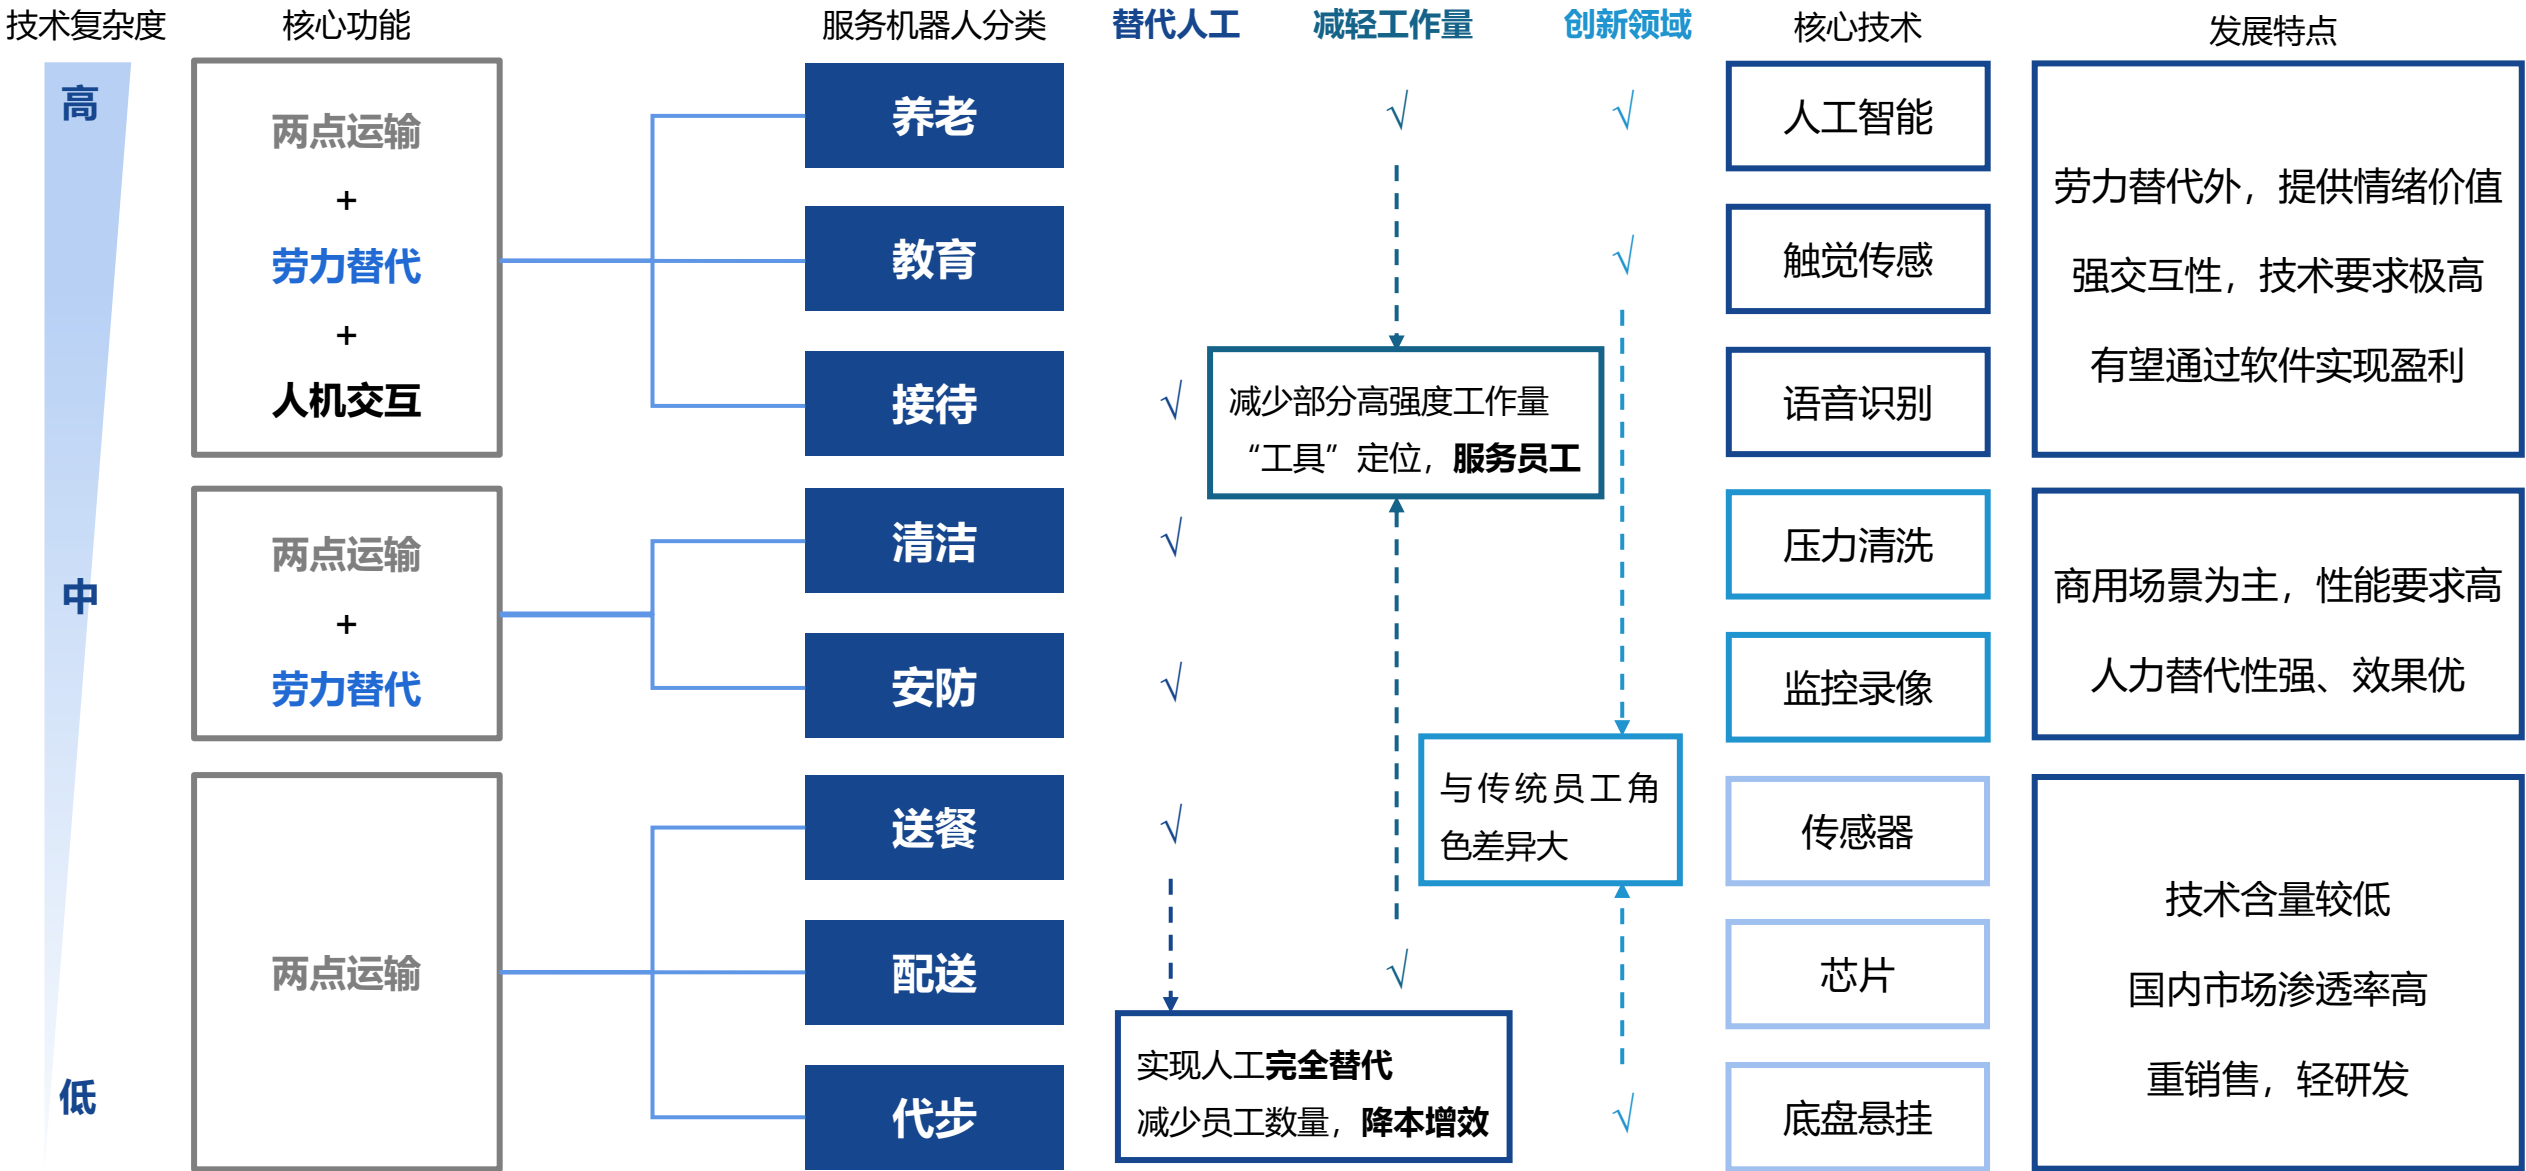 技术复杂度
核心功能
服务机器人分类
替代人工
减轻工作量
创新领域
核心技术
发展特点
高
中
低
两点运输
+
劳力替代
+
人机交互
两点运输
+
劳力替代
两点运输
养老
教育
接待
清洁
安防
送餐
配送
代步
√
√
√
√
实现人工完全替代
减少员工数量，降本增效
√
减少部分高强度工作量
“工具”定位，服务员工
√
√
√
与传统员工角
色差异大
√
人工智能
触觉传感
语音识别
压力清洗
监控录像
传感器
芯片
底盘悬挂
劳力替代外，提供情绪价值
强交互性，技术要求极高
有望通过软件实现盈利
商用场景为主，性能要求高
人力替代性强、效果优
技术含量较低
国内市场渗透率高
重销售，轻研发